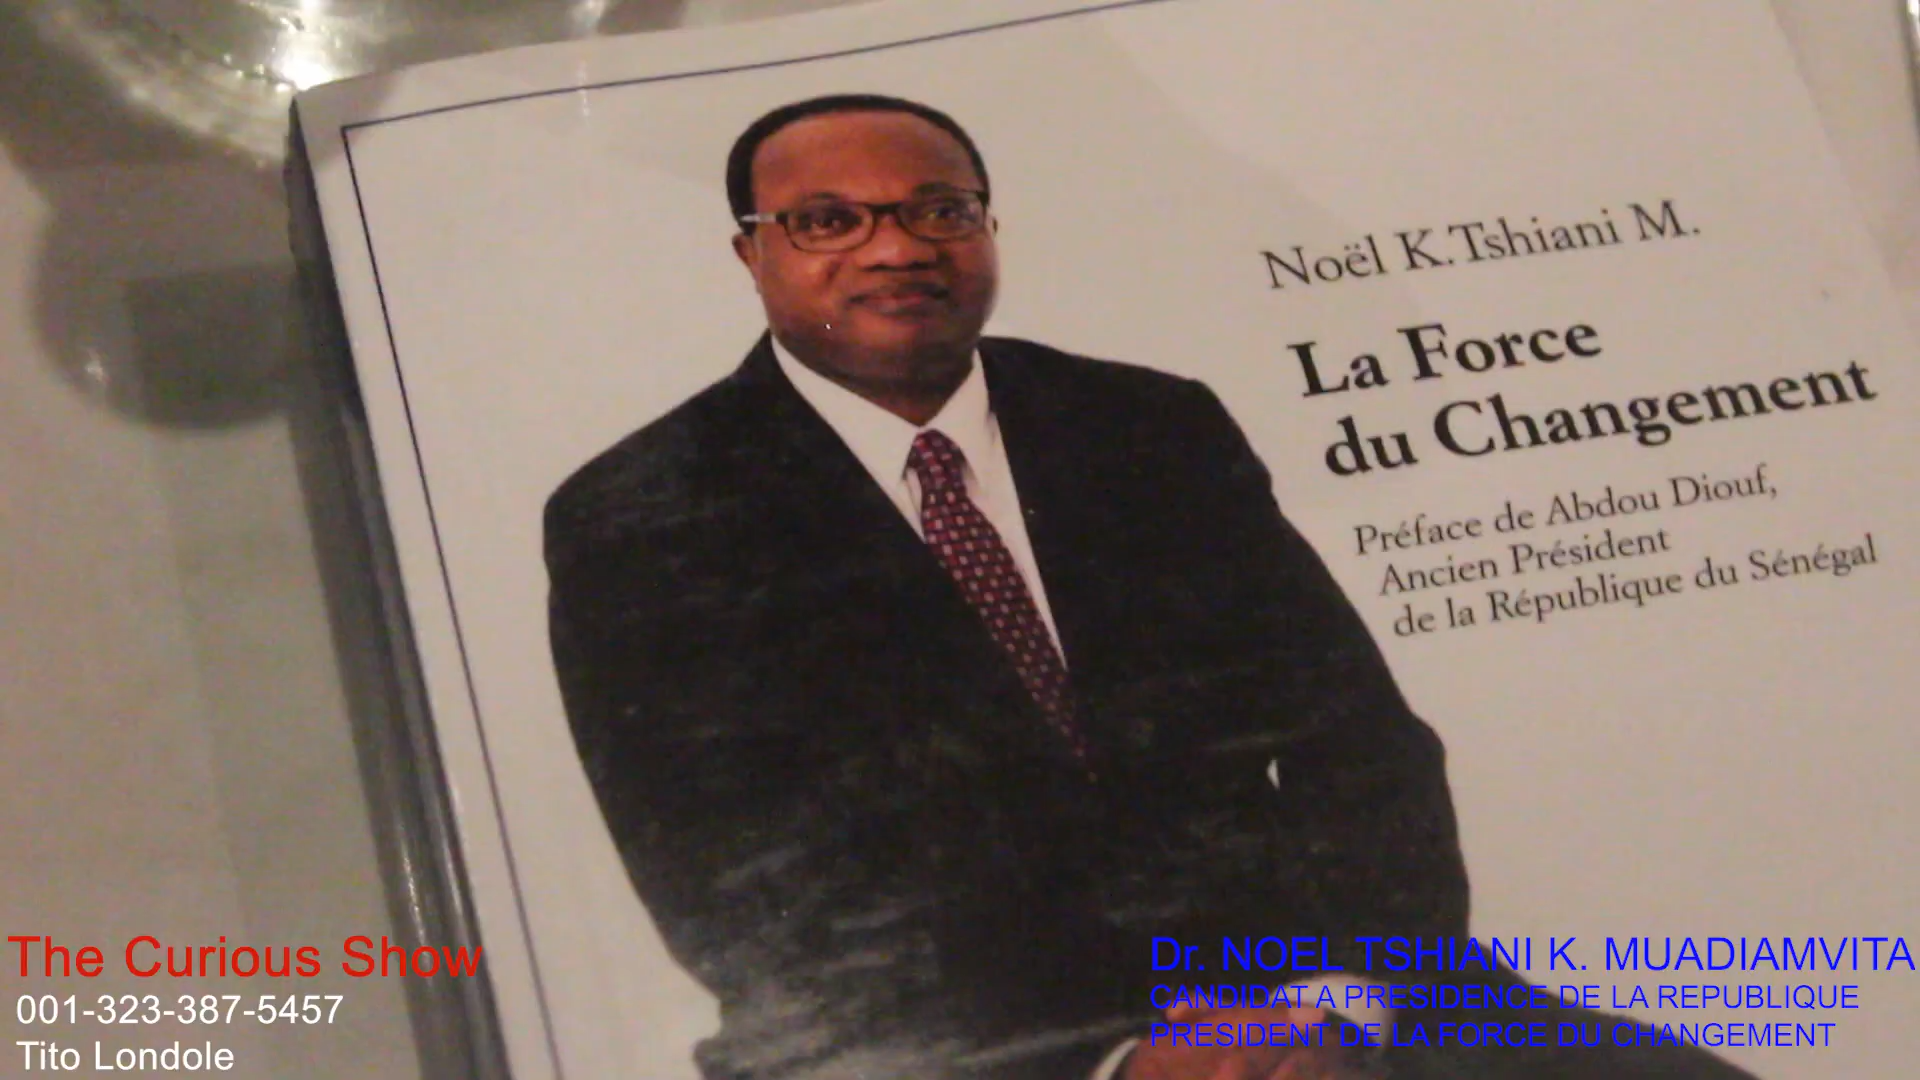 Noël K. Tshiani M.
La Force
du Changement
Préface de Abdou Diouf,
Ancien Président
de la République du Sénégal
The Curious Show
001-323-387-5457
Tito Londole
Dr. NOEL TSHIANI K. MUADIAMVITA
CANDIDAT A PRESIDENCE DE LA REPUBLIQUE
PRESIDENT DE LA FORCE DU CHANGEMENT